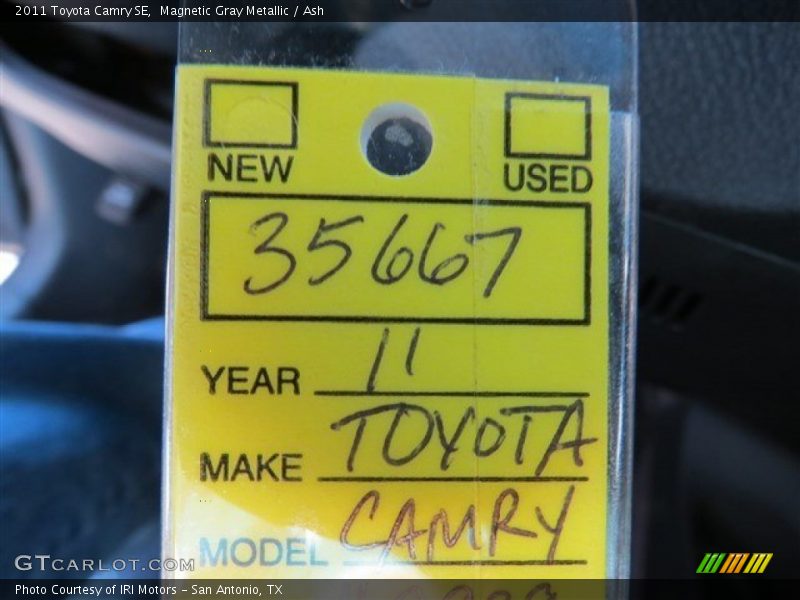 2011 Toyota Camry SE, Magnetic Gray Metallic / Ash
NEW USED
35667
YEAR 11
MAKE TOYOTA
MODEL CAMRY
GTCARLOT.COM
Photo Courtesy of IRI Motors - San Antonio, TX